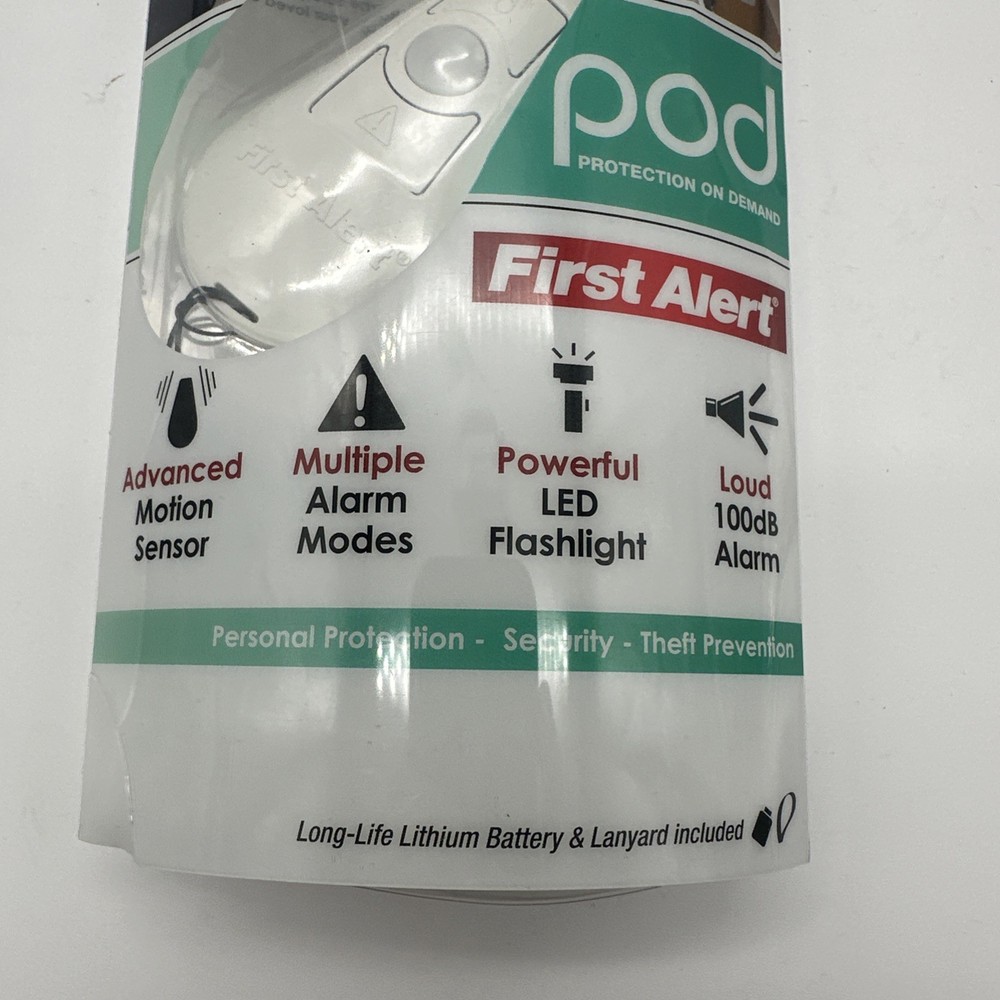 pod
PROTECTION ON DEMAND
First Alert®
First Alert®
Advanced
Motion
Sensor
Multiple
Alarm
Modes
Powerful
LED
Flashlight
Loud
100dB
Alarm
Personal Protection - Security - Theft Prevention
Long-Life Lithium Battery & Lanyard included